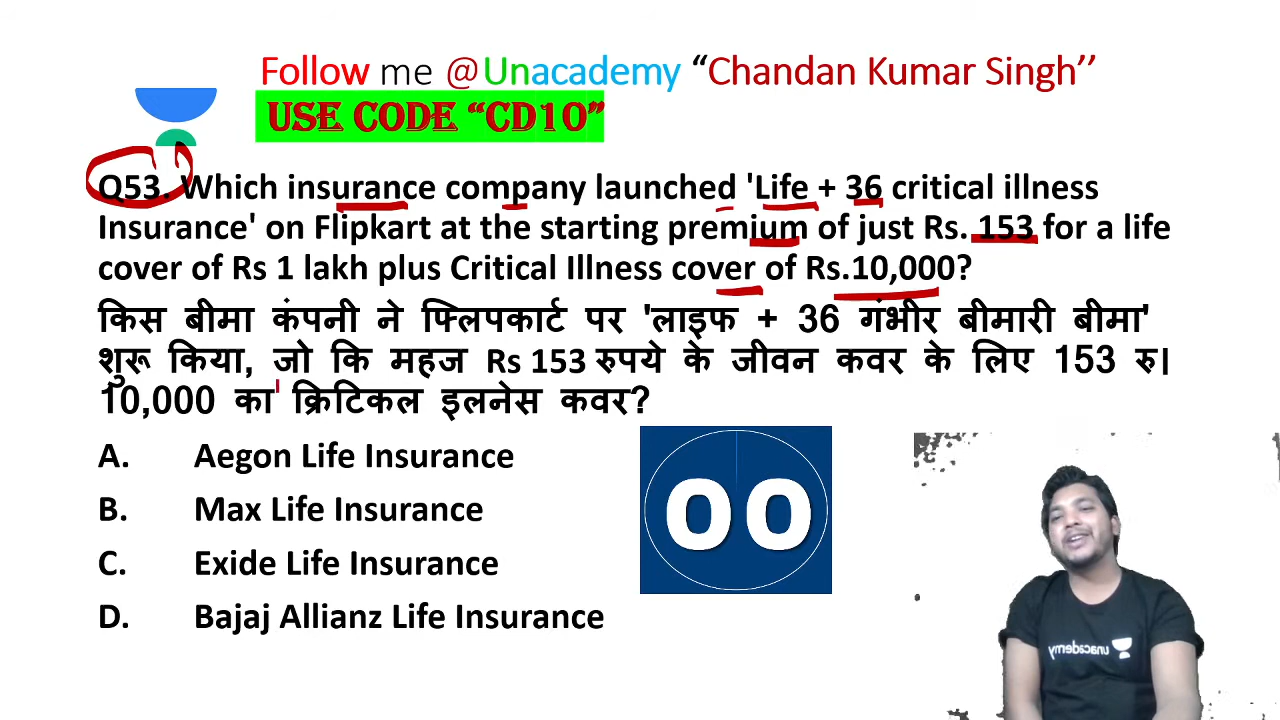 Follow me @Unacademy “Chandan Kumar Singh’’
USE CODE “CD10”
Q53. Which insurance company launched 'Life + 36 critical illness
Insurance' on Flipkart at the starting premium of just Rs. 153 for a life
cover of Rs 1 lakh plus Critical Illness cover of Rs.10,000?
किस बीमा कंपनी ने फ्लिपकार्ट पर 'लाइफ + 36 गंभीर बीमारी बीमा'
शुरू किया, जो कि महज Rs 153 रुपये के जीवन कवर के लिए 153 रु।
10,000 का क्रिटिकल इलनेस कवर?
A. Aegon Life Insurance
B. Max Life Insurance
C. Exide Life Insurance
D. Bajaj Allianz Life Insurance
00
unacademy